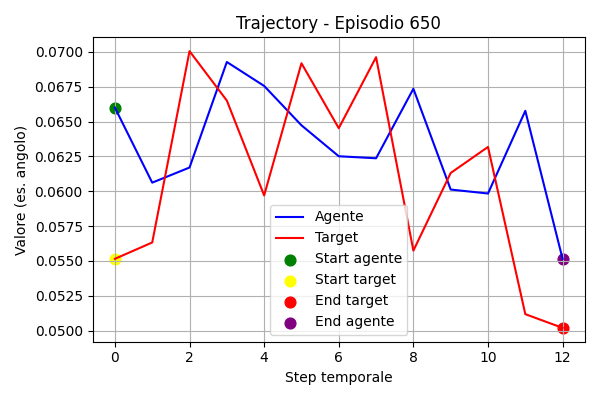 Trajectory - Episodio 650
Valore (es. angolo)
0.0700
0.0675
0.0650
0.0625
0.0600
0.0575
0.0550
0.0525
0.0500
Agente
Target
Start agente
Start target
End target
End agente
0 2 4 6 8 10 12
Step temporale